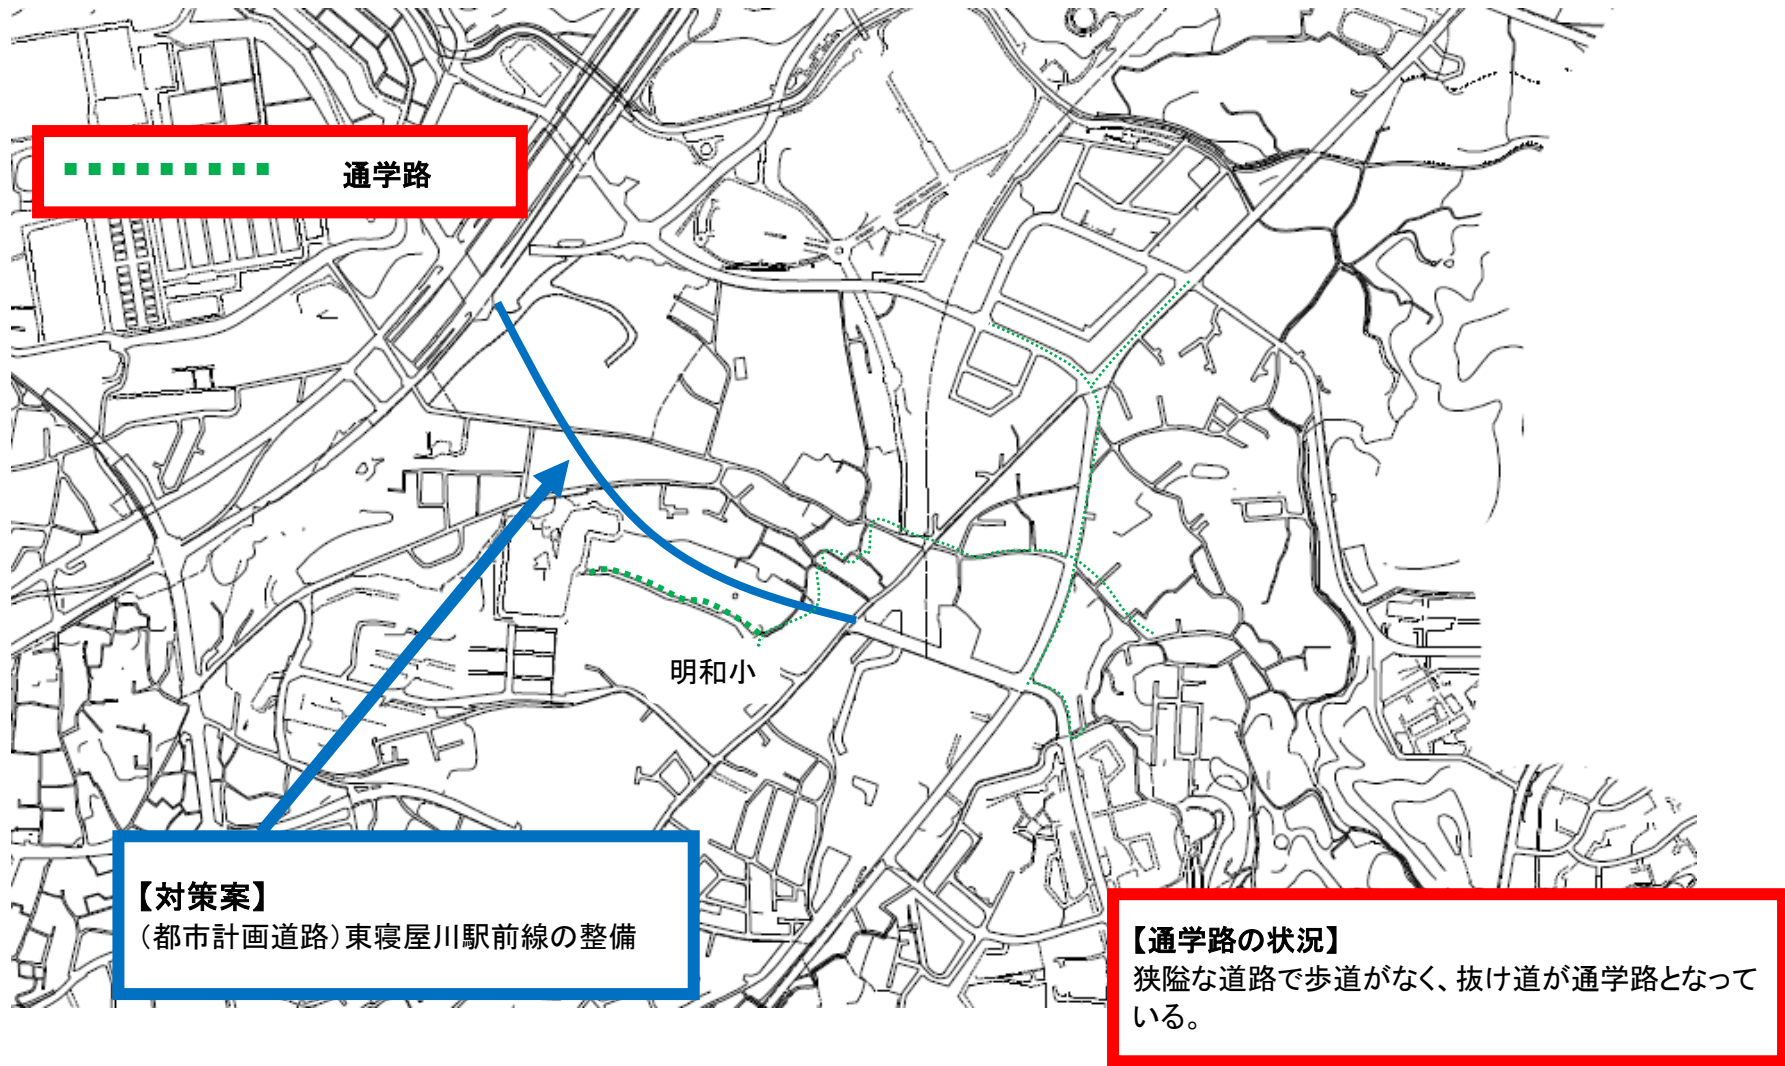 通学路
明和小
【対策案】
（都市計画道路）東寝屋川駅前線の整備
【通学路の状況】
狭隘な道路で歩道がなく、抜け道が通学路となって
いる。